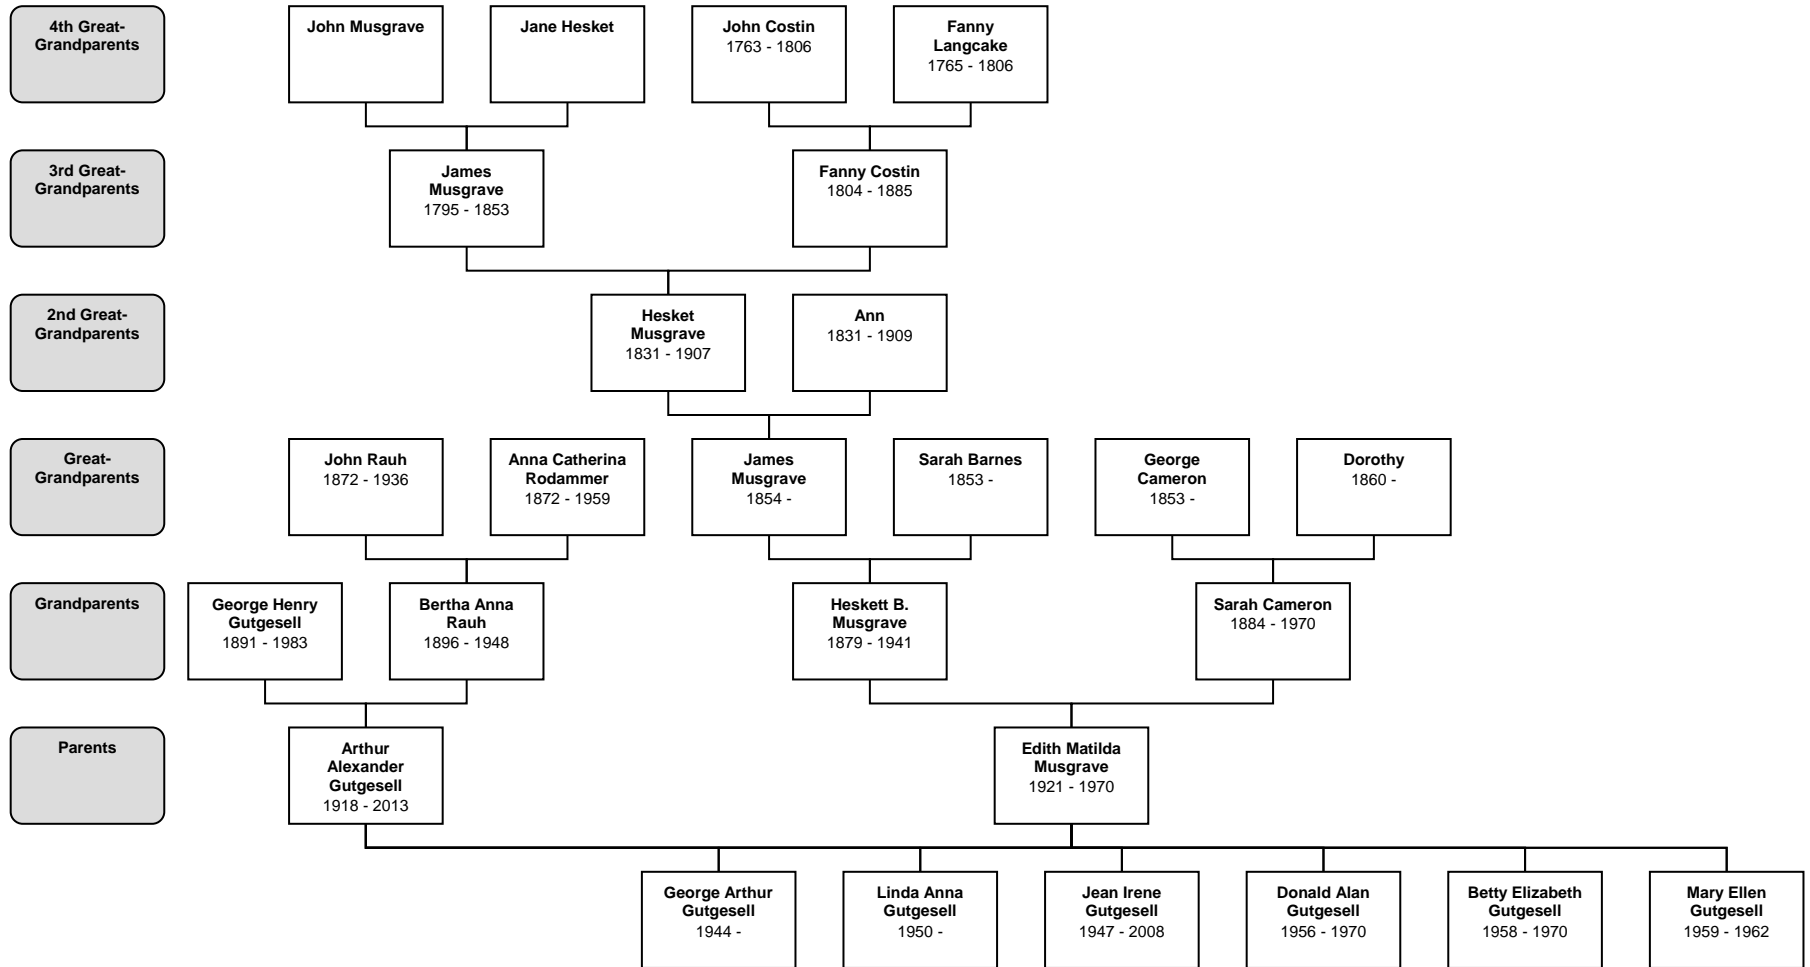 4th Great-
Grandparents
John Musgrave
Jane Hesket
John Costin
1763 - 1806
Fanny
Langcake
1765 - 1806
3rd Great-
Grandparents
James
Musgrave
1795 - 1853
Fanny Costin
1804 - 1885
2nd Great-
Grandparents
Hesket
Musgrave
1831 - 1907
Ann
1831 - 1909
Great-
Grandparents
John Rauh
1872 - 1936
Anna Catherina
Rodammer
1872 - 1959
James
Musgrave
1854 -
Sarah Barnes
1853 -
George
Cameron
1853 -
Dorothy
1860 -
Grandparents
George Henry
Gutgesell
1891 - 1983
Bertha Anna
Rauh
1896 - 1948
Heskett B.
Musgrave
1879 - 1941
Sarah Cameron
1884 - 1970
Parents
Arthur
Alexander
Gutgesell
1918 - 2013
Edith Matilda
Musgrave
1921 - 1970
George Arthur
Gutgesell
1944 -
Linda Anna
Gutgesell
1950 -
Jean Irene
Gutgesell
1947 - 2008
Donald Alan
Gutgesell
1956 - 1970
Betty Elizabeth
Gutgesell
1958 - 1970
Mary Ellen
Gutgesell
1959 - 1962